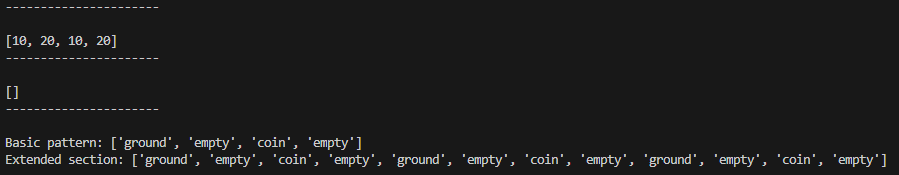 ----------------------
[10, 20, 10, 20]
----------------------
[]
----------------------
Basic pattern: ['ground', 'empty', 'coin', 'empty']
Extended section: ['ground', 'empty', 'coin', 'empty', 'ground', 'empty', 'coin', 'empty', 'ground', 'empty', 'coin', 'empty']